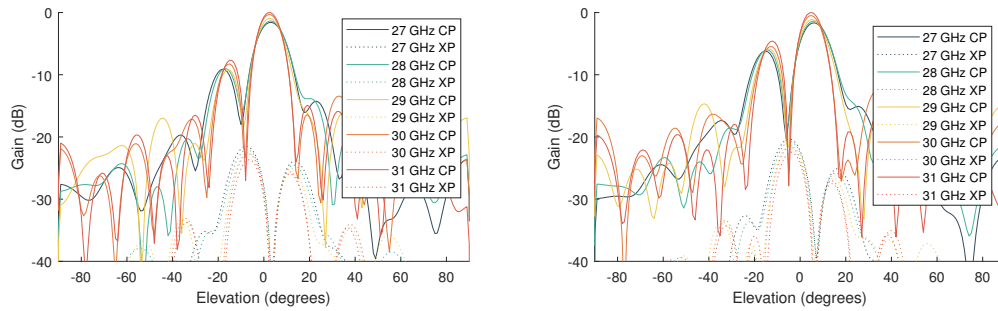 0
-10
-20
-30
-40
Gain (dB)
-80 -60 -40 -20 0 20 40 60 80
Elevation (degrees)
27 GHz CP
27 GHz XP
28 GHz CP
28 GHz XP
29 GHz CP
29 GHz XP
30 GHz CP
30 GHz XP
31 GHz CP
31 GHz XP
0
-10
-20
-30
-40
Gain (dB)
-80 -60 -40 -20 0 20 40 60 80
Elevation (degrees)
27 GHz CP
27 GHz XP
28 GHz CP
28 GHz XP
29 GHz CP
29 GHz XP
30 GHz CP
30 GHz XP
31 GHz CP
31 GHz XP